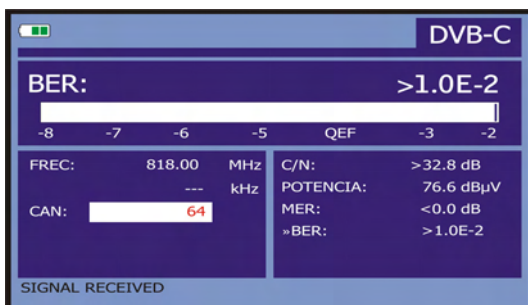 DVB-C
BER: >1.0E-2
-8 -7 -6 -5 QEF -3 -2
FREC: 818.00 MHz
--- kHz
CAN: 64
C/N: >32.8 dB
POTENCIA: 76.6 dBµV
MER: <0.0 dB
»BER: >1.0E-2
SIGNAL RECEIVED